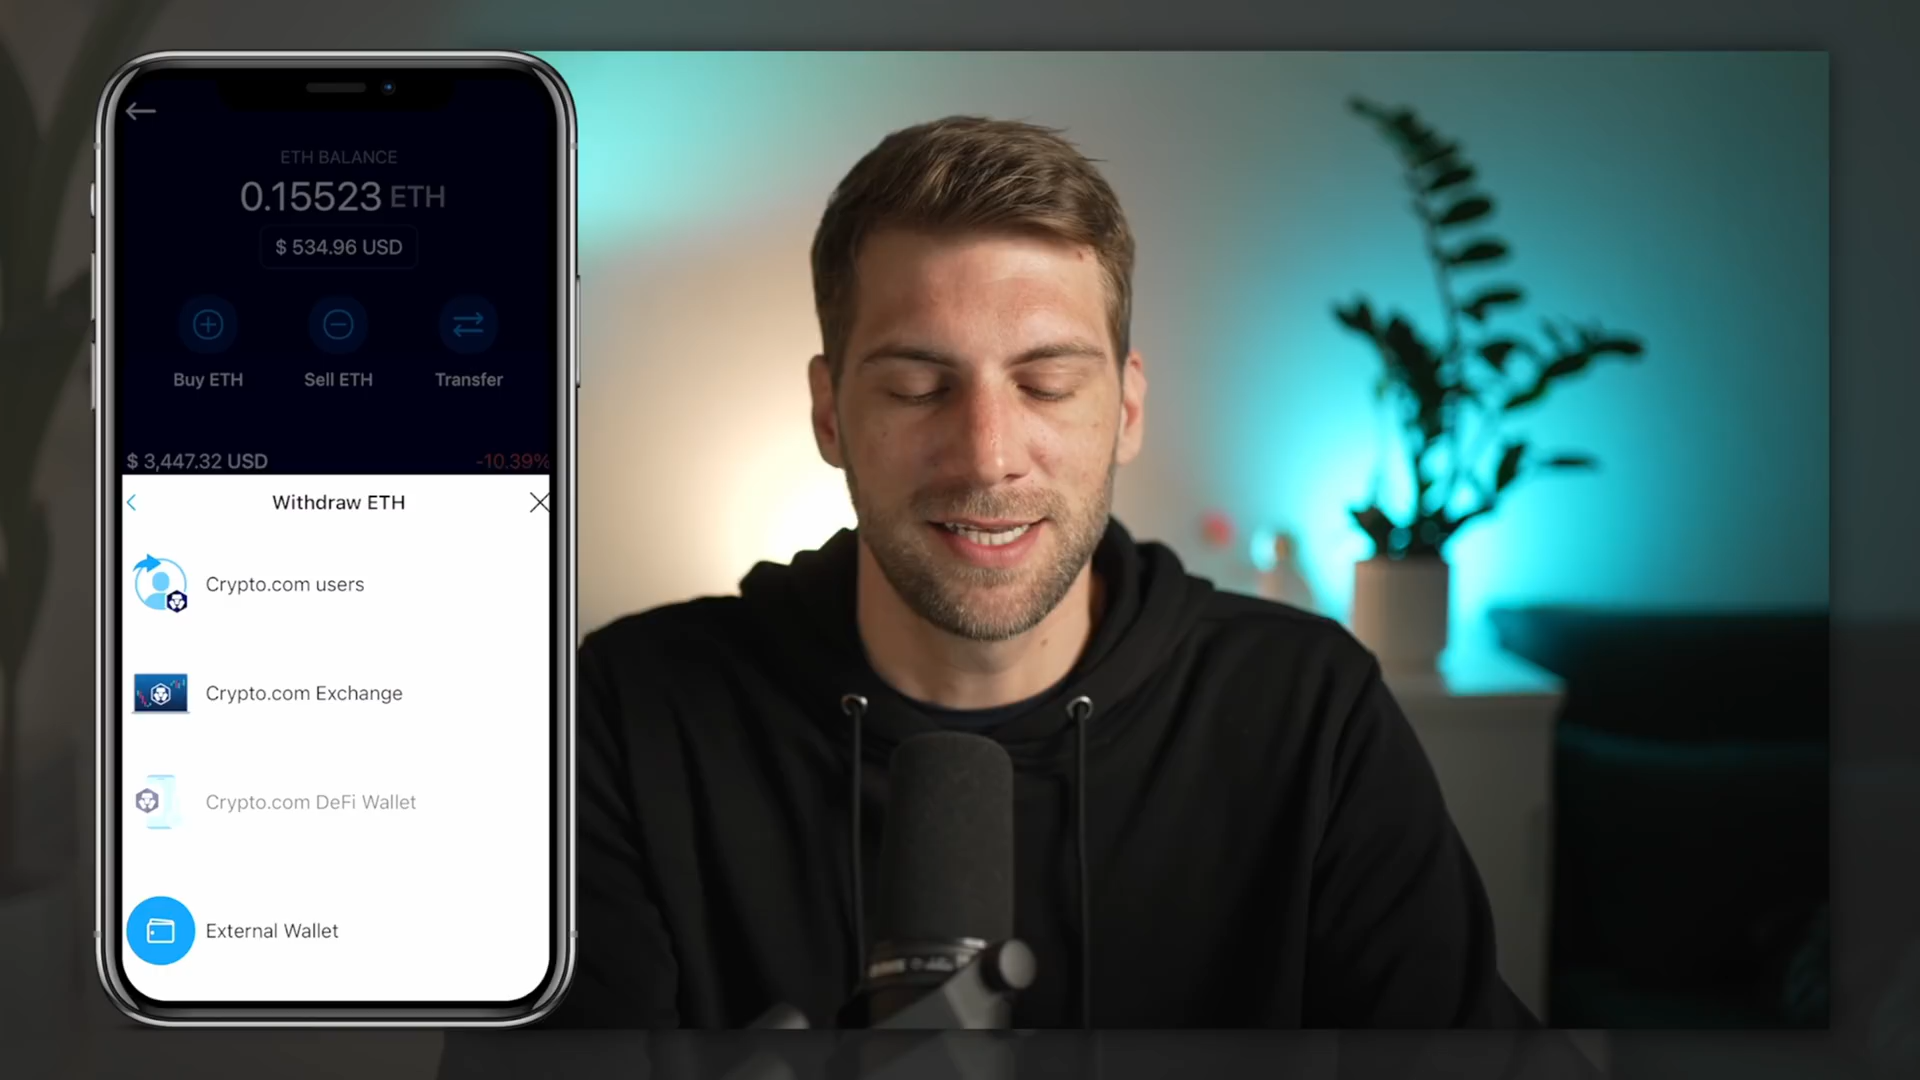 ETH BALANCE
0.15523 ETH
$ 534.96 USD
Buy ETH
Sell ETH
Transfer
$ 3,447.32 USD
-10.39%
Withdraw ETH
Crypto.com users
Crypto.com Exchange
Crypto.com DeFi Wallet
External Wallet